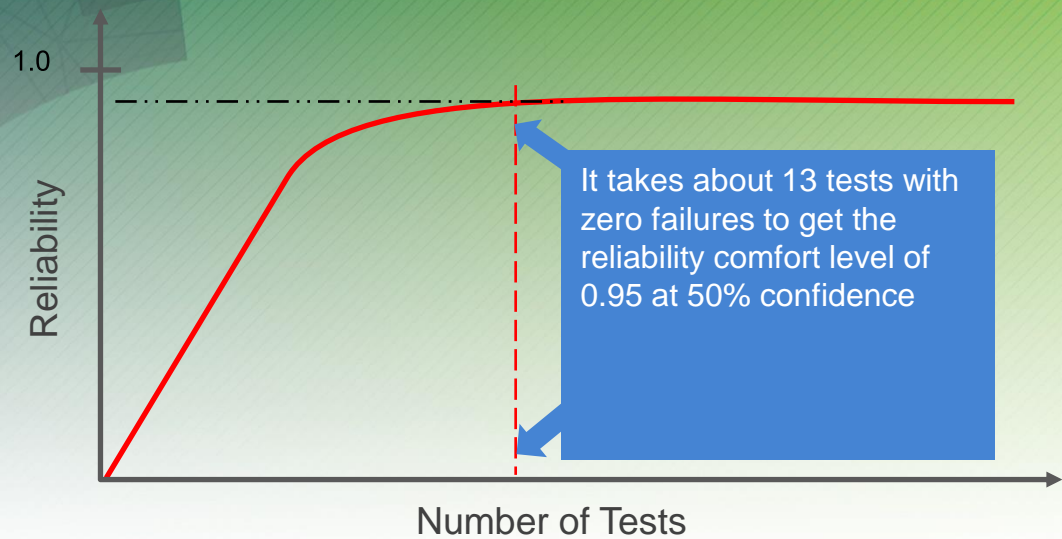 1.0
Reliability
It takes about 13 tests with
zero failures to get the
reliability comfort level of
0.95 at 50% confidence
Number of Tests